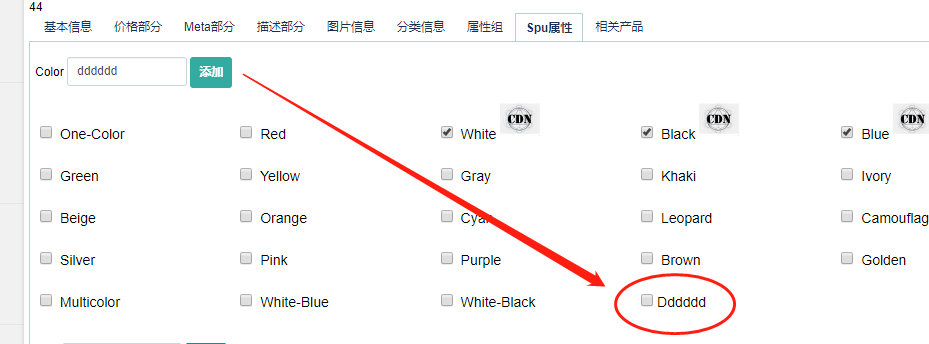 44
基本信息 价格部分 Meta部分 描述部分 图片信息 分类信息 属性组 Spu属性 相关产品
Color dddddd 添加
One-Color Red White CDN Black CDN Blue CDN
Green Yellow Gray Khaki Ivory
Beige Orange Cyan Leopard Camouflag
Silver Pink Purple Brown Golden
Multicolor White-Blue White-Black Dddddd